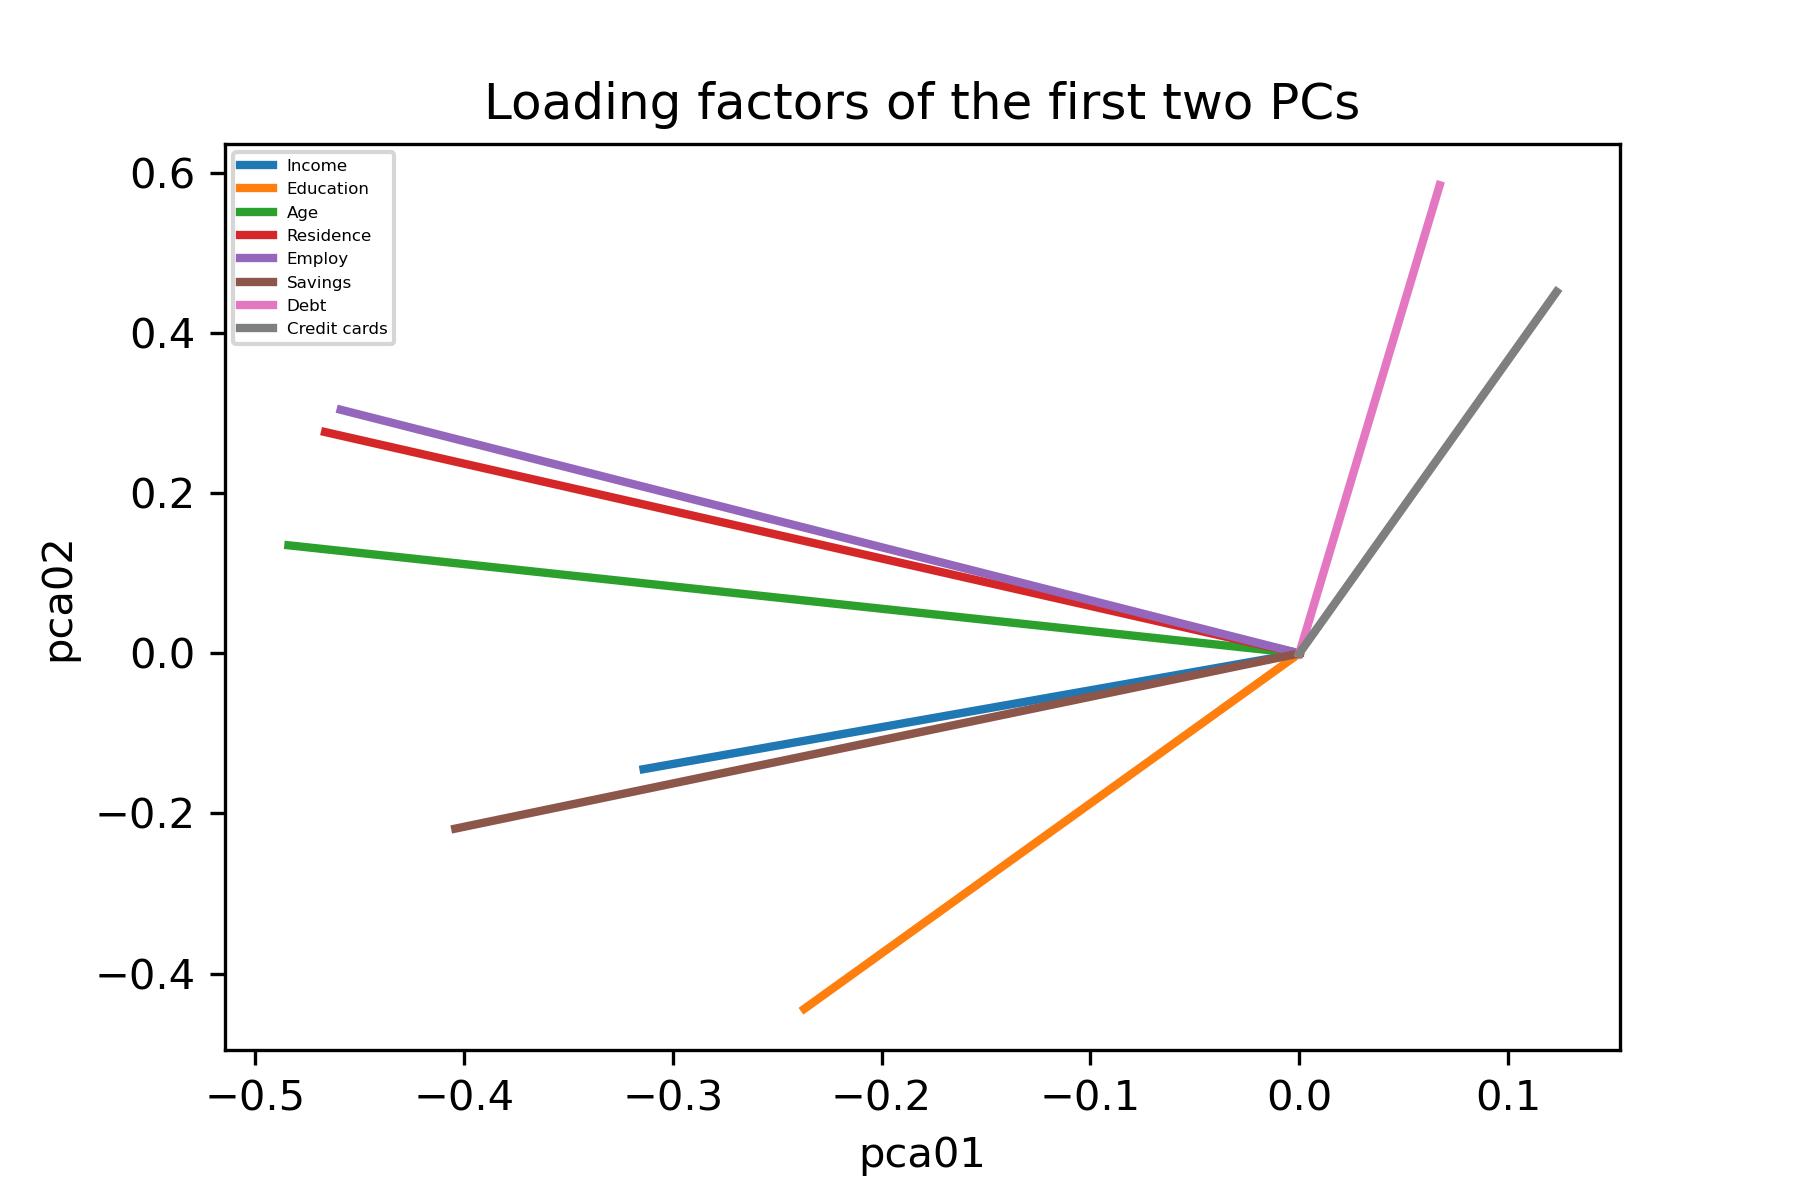 Loading factors of the first two PCs
Income
Education
Age
Residence
Employ
Savings
Debt
Credit cards
0.6
0.4
0.2
0.0
−0.2
−0.4
pca02
−0.5 −0.4 −0.3 −0.2 −0.1 0.0 0.1
pca01